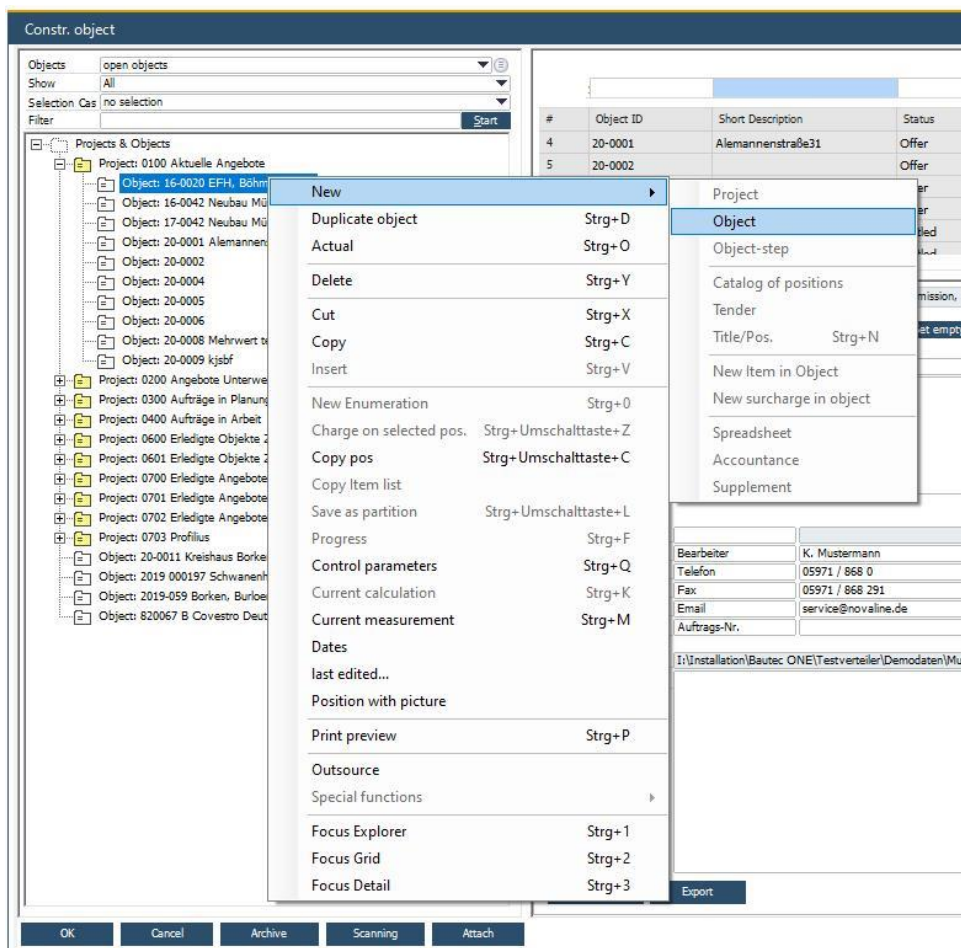 Constr. object
Objects open objects
Show All
Selection Cas no selection
Filter Start
Projects & Objects
Project: 0100 Aktuelle Angebote
Object: 16-0020 EFH, Böhm
Object: 16-0042 Neubau Mü
Object: 17-0042 Neubau Mü
Object: 20-0001 Alemannen
Object: 20-0002
Object: 20-0004
Object: 20-0005
Object: 20-0006
Object: 20-0008 Mehrwert te
Object: 20-0009 kjsbf
Project: 0200 Angebote Unterwe
Project: 0300 Aufträge in Planung
Project: 0400 Aufträge in Arbeit
Project: 0600 Erledigte Objekte 2
Project: 0601 Erledigte Objekte 2
Project: 0700 Erledigte Angebote
Project: 0701 Erledigte Angebote
Project: 0702 Erledigte Angebote
Project: 0703 Profilius
Object: 20-0011 Kreishaus Borke
Object: 2019 000197 Schwanenh
Object: 2019-059 Borken, Burloe
Object: 820067 B Covestro Deut
OK Cancel Archive Scanning Attach
New
Duplicate object Strg+D
Actual Strg+O
Delete Strg+Y
Cut Strg+X
Copy Strg+C
Insert Strg+V
New Enumeration Strg+0
Charge on selected pos. Strg+Umschalttaste+Z
Copy pos Strg+Umschalttaste+C
Copy Item list
Save as partition Strg+Umschalttaste+L
Progress Strg+F
Control parameters Strg+Q
Current calculation Strg+K
Current measurement Strg+M
Dates
last edited...
Position with picture
Print preview Strg+P
Outsource
Special functions
Focus Explorer Strg+1
Focus Grid Strg+2
Focus Detail Strg+3
# Object ID Short Description Status
4 20-0001 Alemannenstraße31 Offer
5 20-0002 Offer
Project
Object
Object-step
Catalog of positions
Tender
Title/Pos. Strg+N
New Item in Object
New surcharge in object
Spreadsheet
Accountance
Supplement
mission,
et empty
Bearbeiter K. Mustermann
Telefon 05971 / 868 0
Fax 05971 / 868 291
Email service@novaline.de
Auftrags-Nr.
I:\Installation\Bautec ONE\Testverteiler\Demodaten\Mu
Export